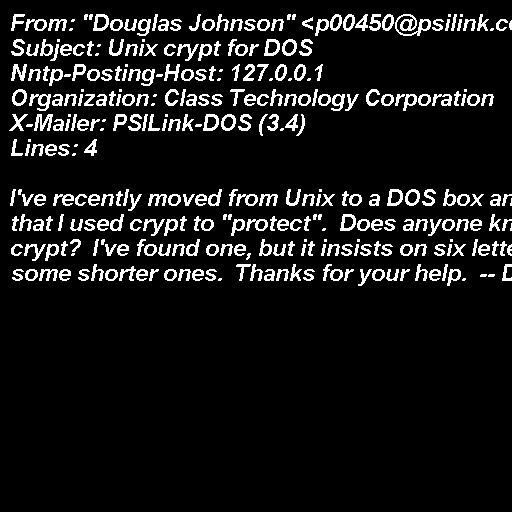 From: "Douglas Johnson" <p00450@psilink.co
Subject: Unix crypt for DOS
Nntp-Posting-Host: 127.0.0.1
Organization: Class Technology Corporation
X-Mailer: PSILink-DOS (3.4)
Lines: 4

I've recently moved from Unix to a DOS box an
that I used crypt to "protect".  Does anyone kn
crypt?  I've found one, but it insists on six lette
some shorter ones.  Thanks for your help.  -- D